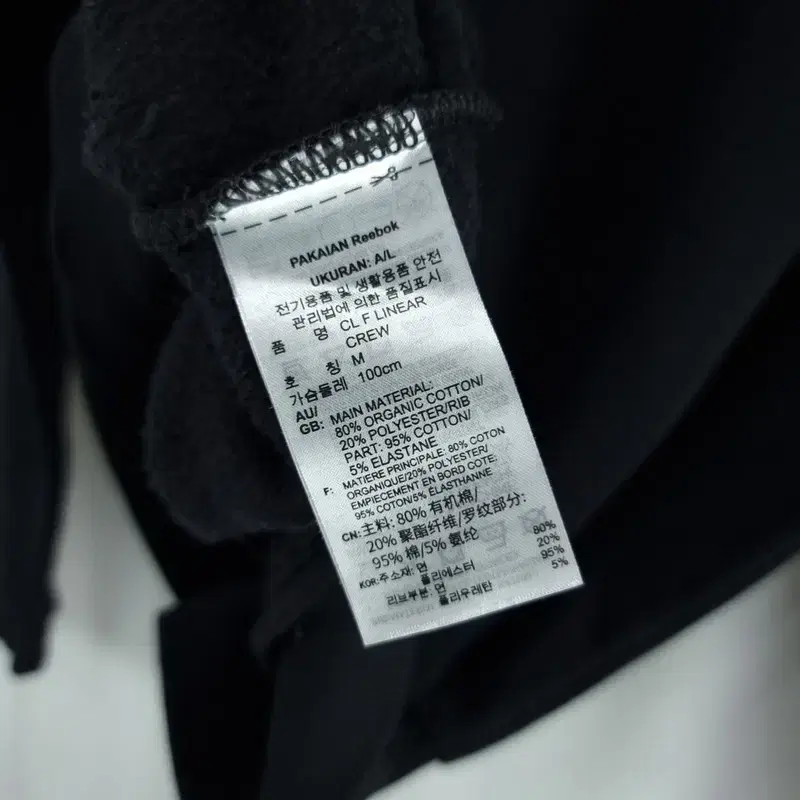 PAKAIAN Reebok
UKURAN: A/L
전기용품 및 생활용품 안전
관리법에 의한 품질표시
품 명 CL F LINEAR
CREW
호 칭 M
가슴둘레 100cm
AU/
GB: MAIN MATERIAL:
80% ORGANIC COTTON/
20% POLYESTER/RIB
PART: 95% COTTON/
5% ELASTANE
F: MATIERE PRINCIPALE: 80% COTON
ORGANIQUE/20% POLYESTER/
EMPIECEMENT EN BORD COTE:
95% COTON/5% ELASTHANNE
CN: 主料: 80% 有机棉/
20% 聚酯纤维/罗纹部分:
95% 棉/5% 氨纶
KOR: 주소재: 면 80%
폴리에스터 20%
리브부분: 면 95%
폴리우레탄 5%